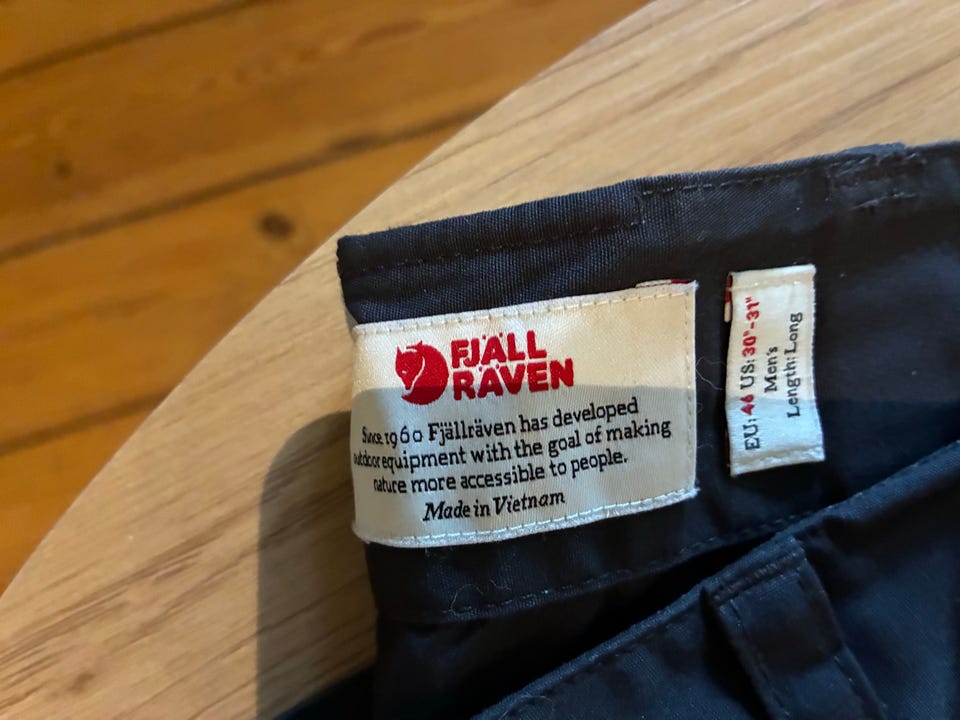 FJÄLL
RÄVEN
Since 1960 Fjällräven has developed
outdoor equipment with the goal of making
nature more accessible to people.
Made in Vietnam
EU: 46 US: 30"-31"
Men's
Length: Long